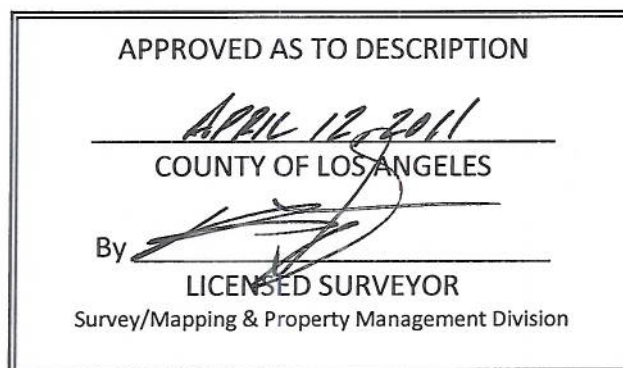 APPROVED AS TO DESCRIPTION
APRIL 12, 2011
COUNTY OF LOS ANGELES
By
LICENSED SURVEYOR
Survey/Mapping & Property Management Division